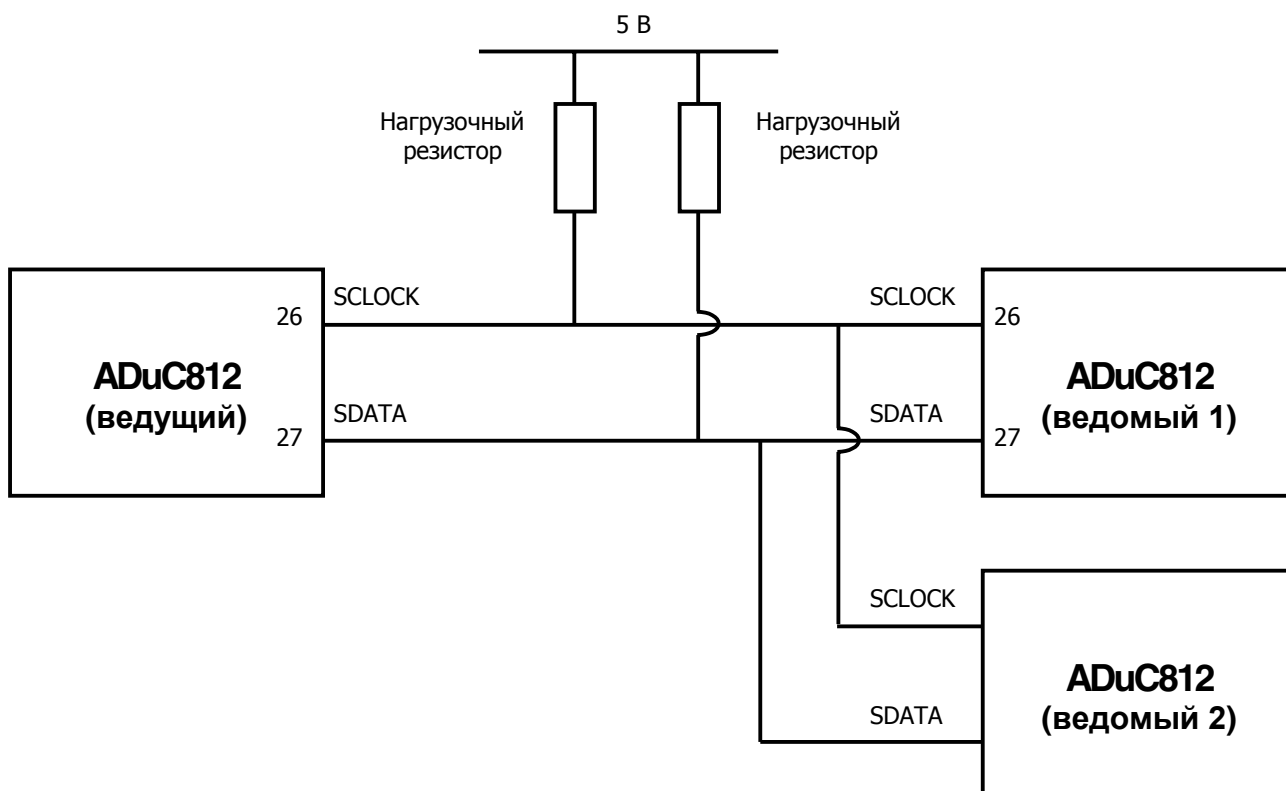 5 В
Нагрузочный
резистор
Нагрузочный
резистор
SCLOCK
SCLOCK
26
26
ADuC812
(ведущий)
ADuC812
(ведомый 1)
SDATA
SDATA
27
27
SCLOCK
ADuC812
(ведомый 2)
SDATA